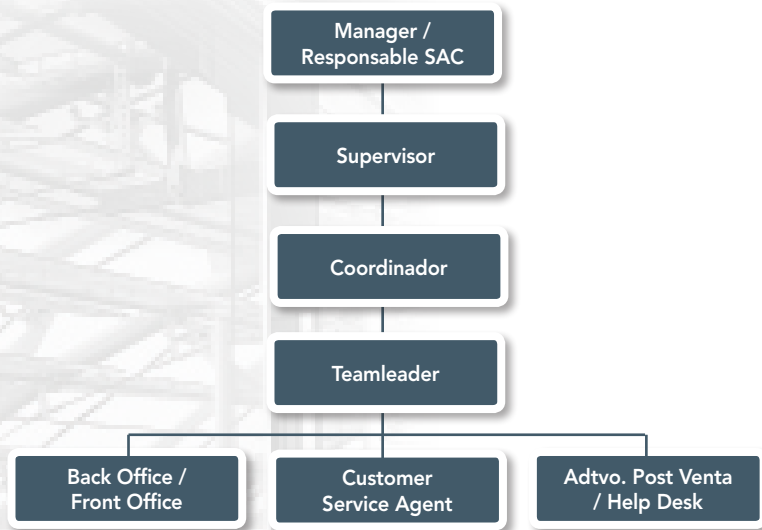 Manager /
Responsable SAC
Supervisor
Coordinador
Teamleader
Back Office /
Front Office
Customer
Service Agent
Adtvo. Post Venta
/ Help Desk